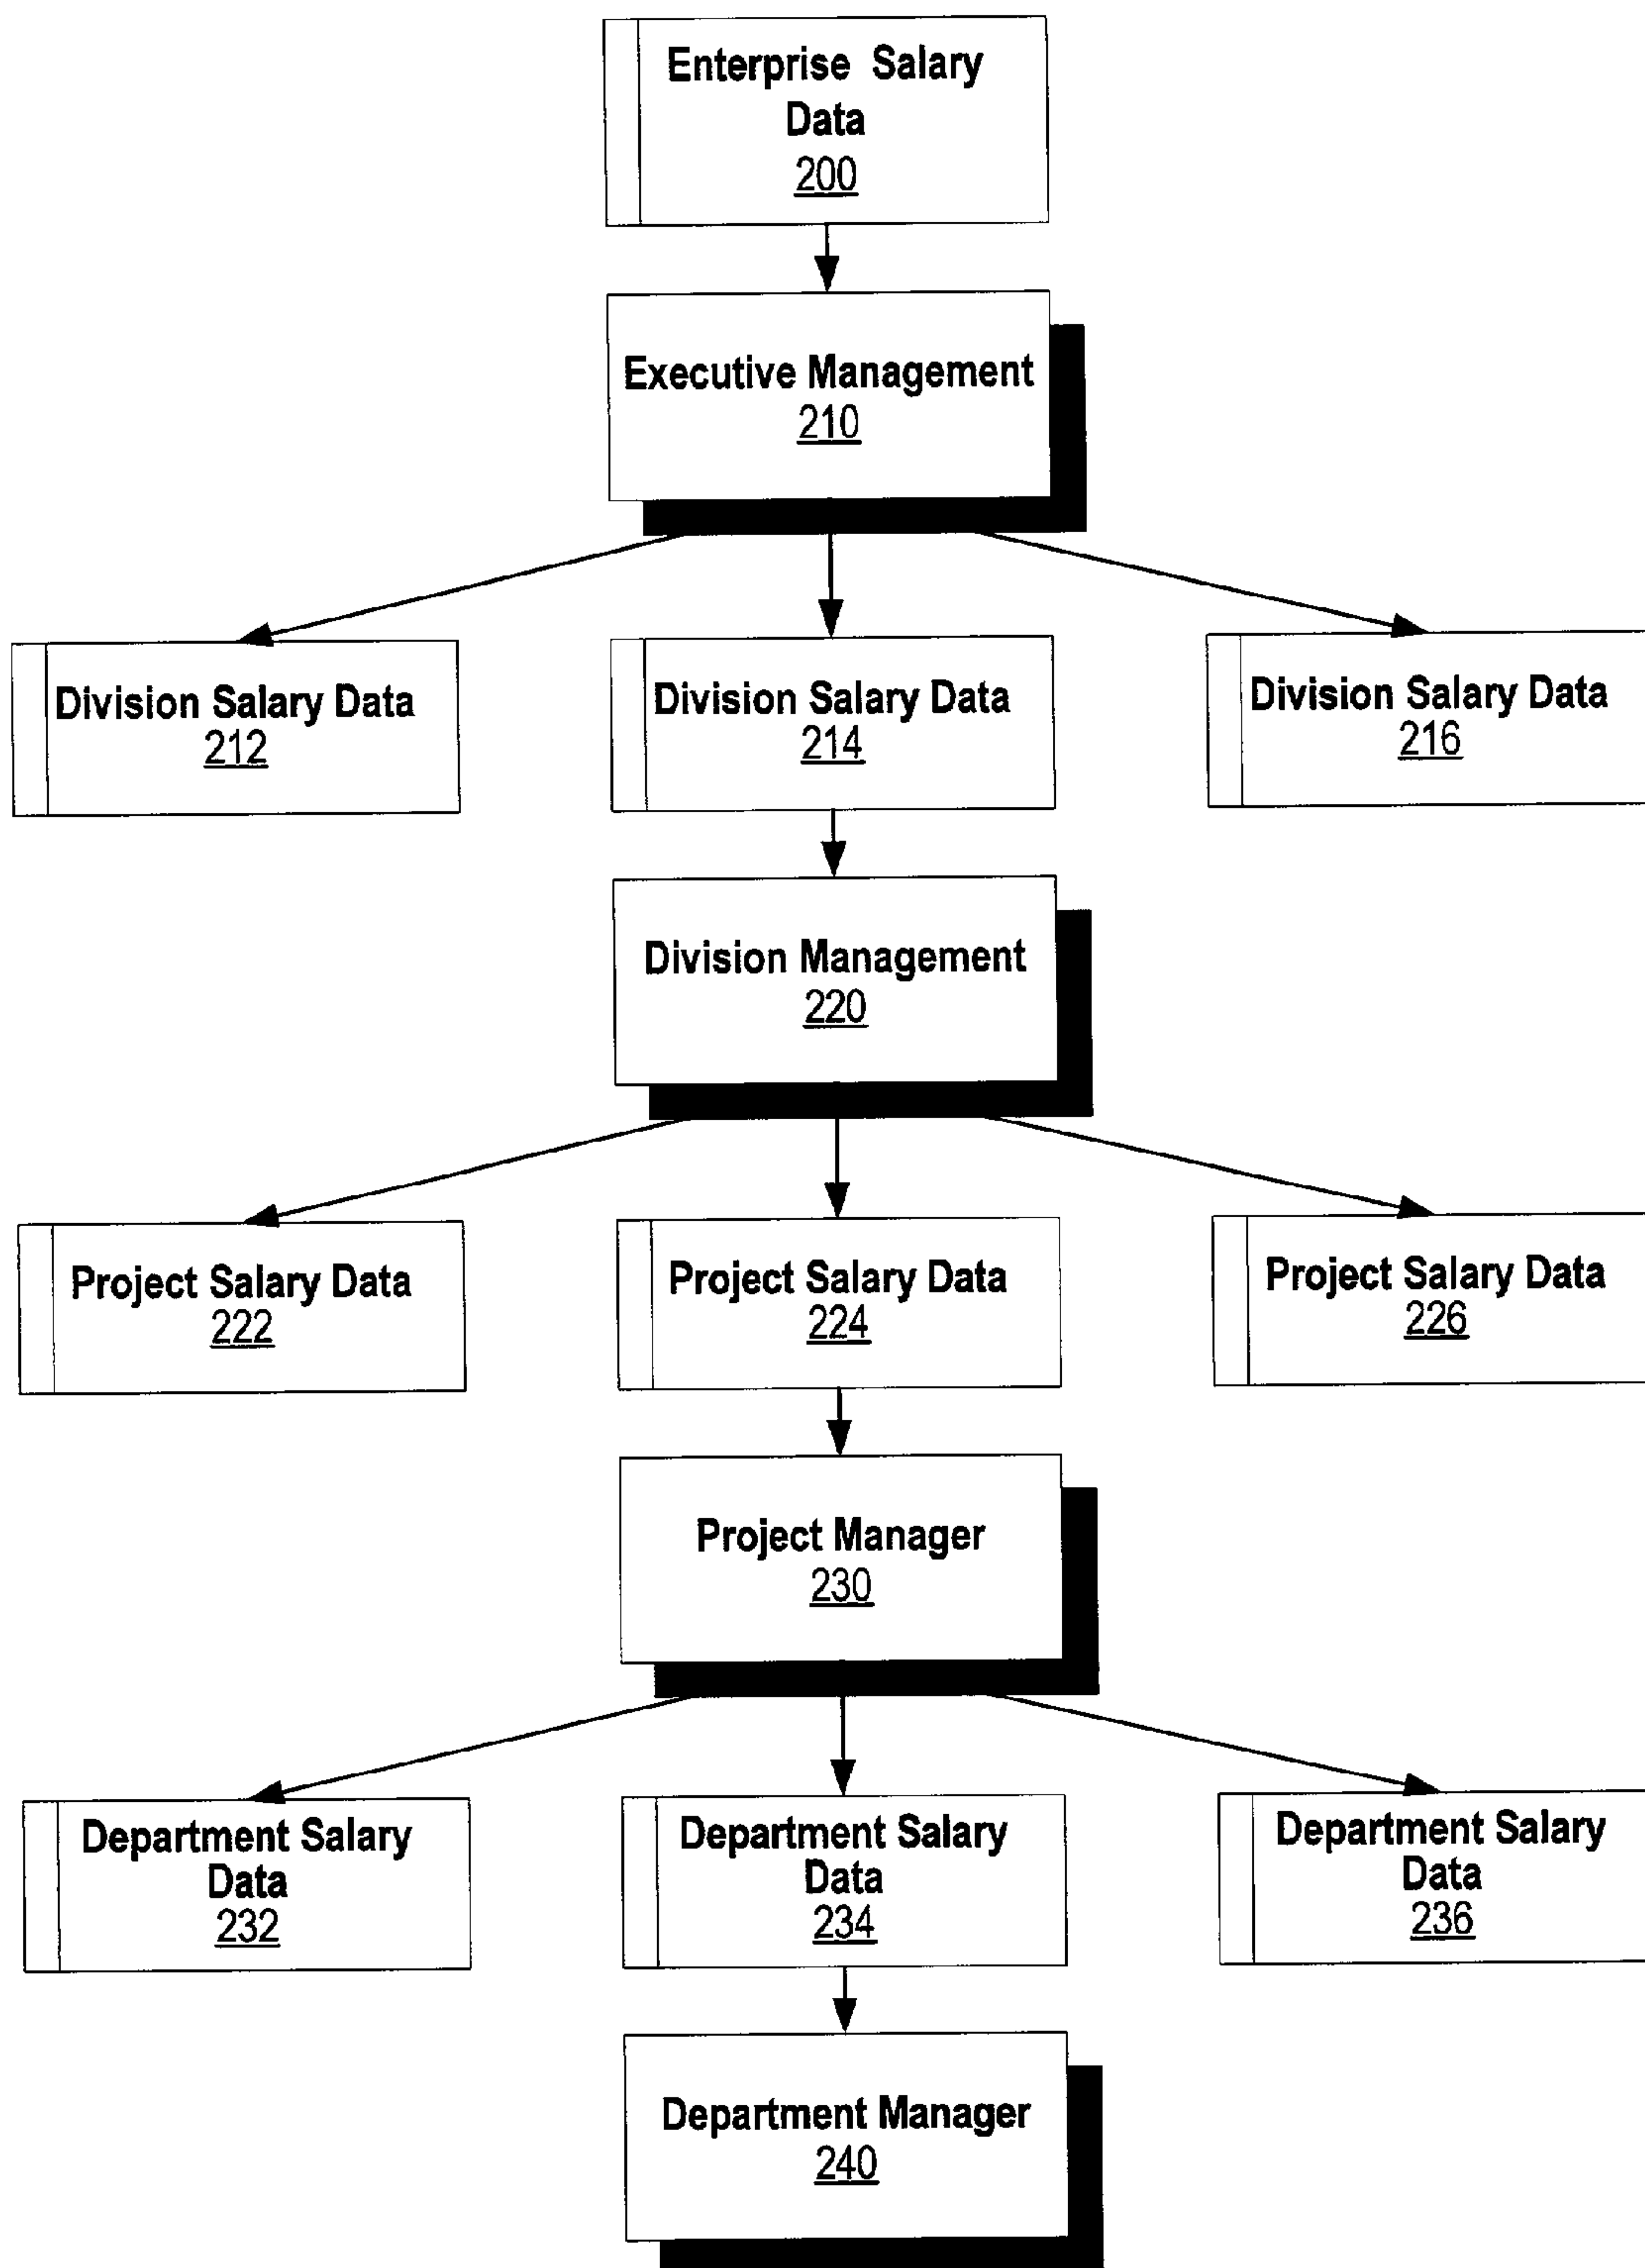 Enterprise Salary
Data
200
Executive Management
210
Division Salary Data
212
Division Salary Data
214
Division Salary Data
216
Division Management
220
Project Salary Data
222
Project Salary Data
224
Project Salary Data
226
Project Manager
230
Department Salary
Data
232
Department Salary
Data
234
Department Salary
Data
236
Department Manager
240